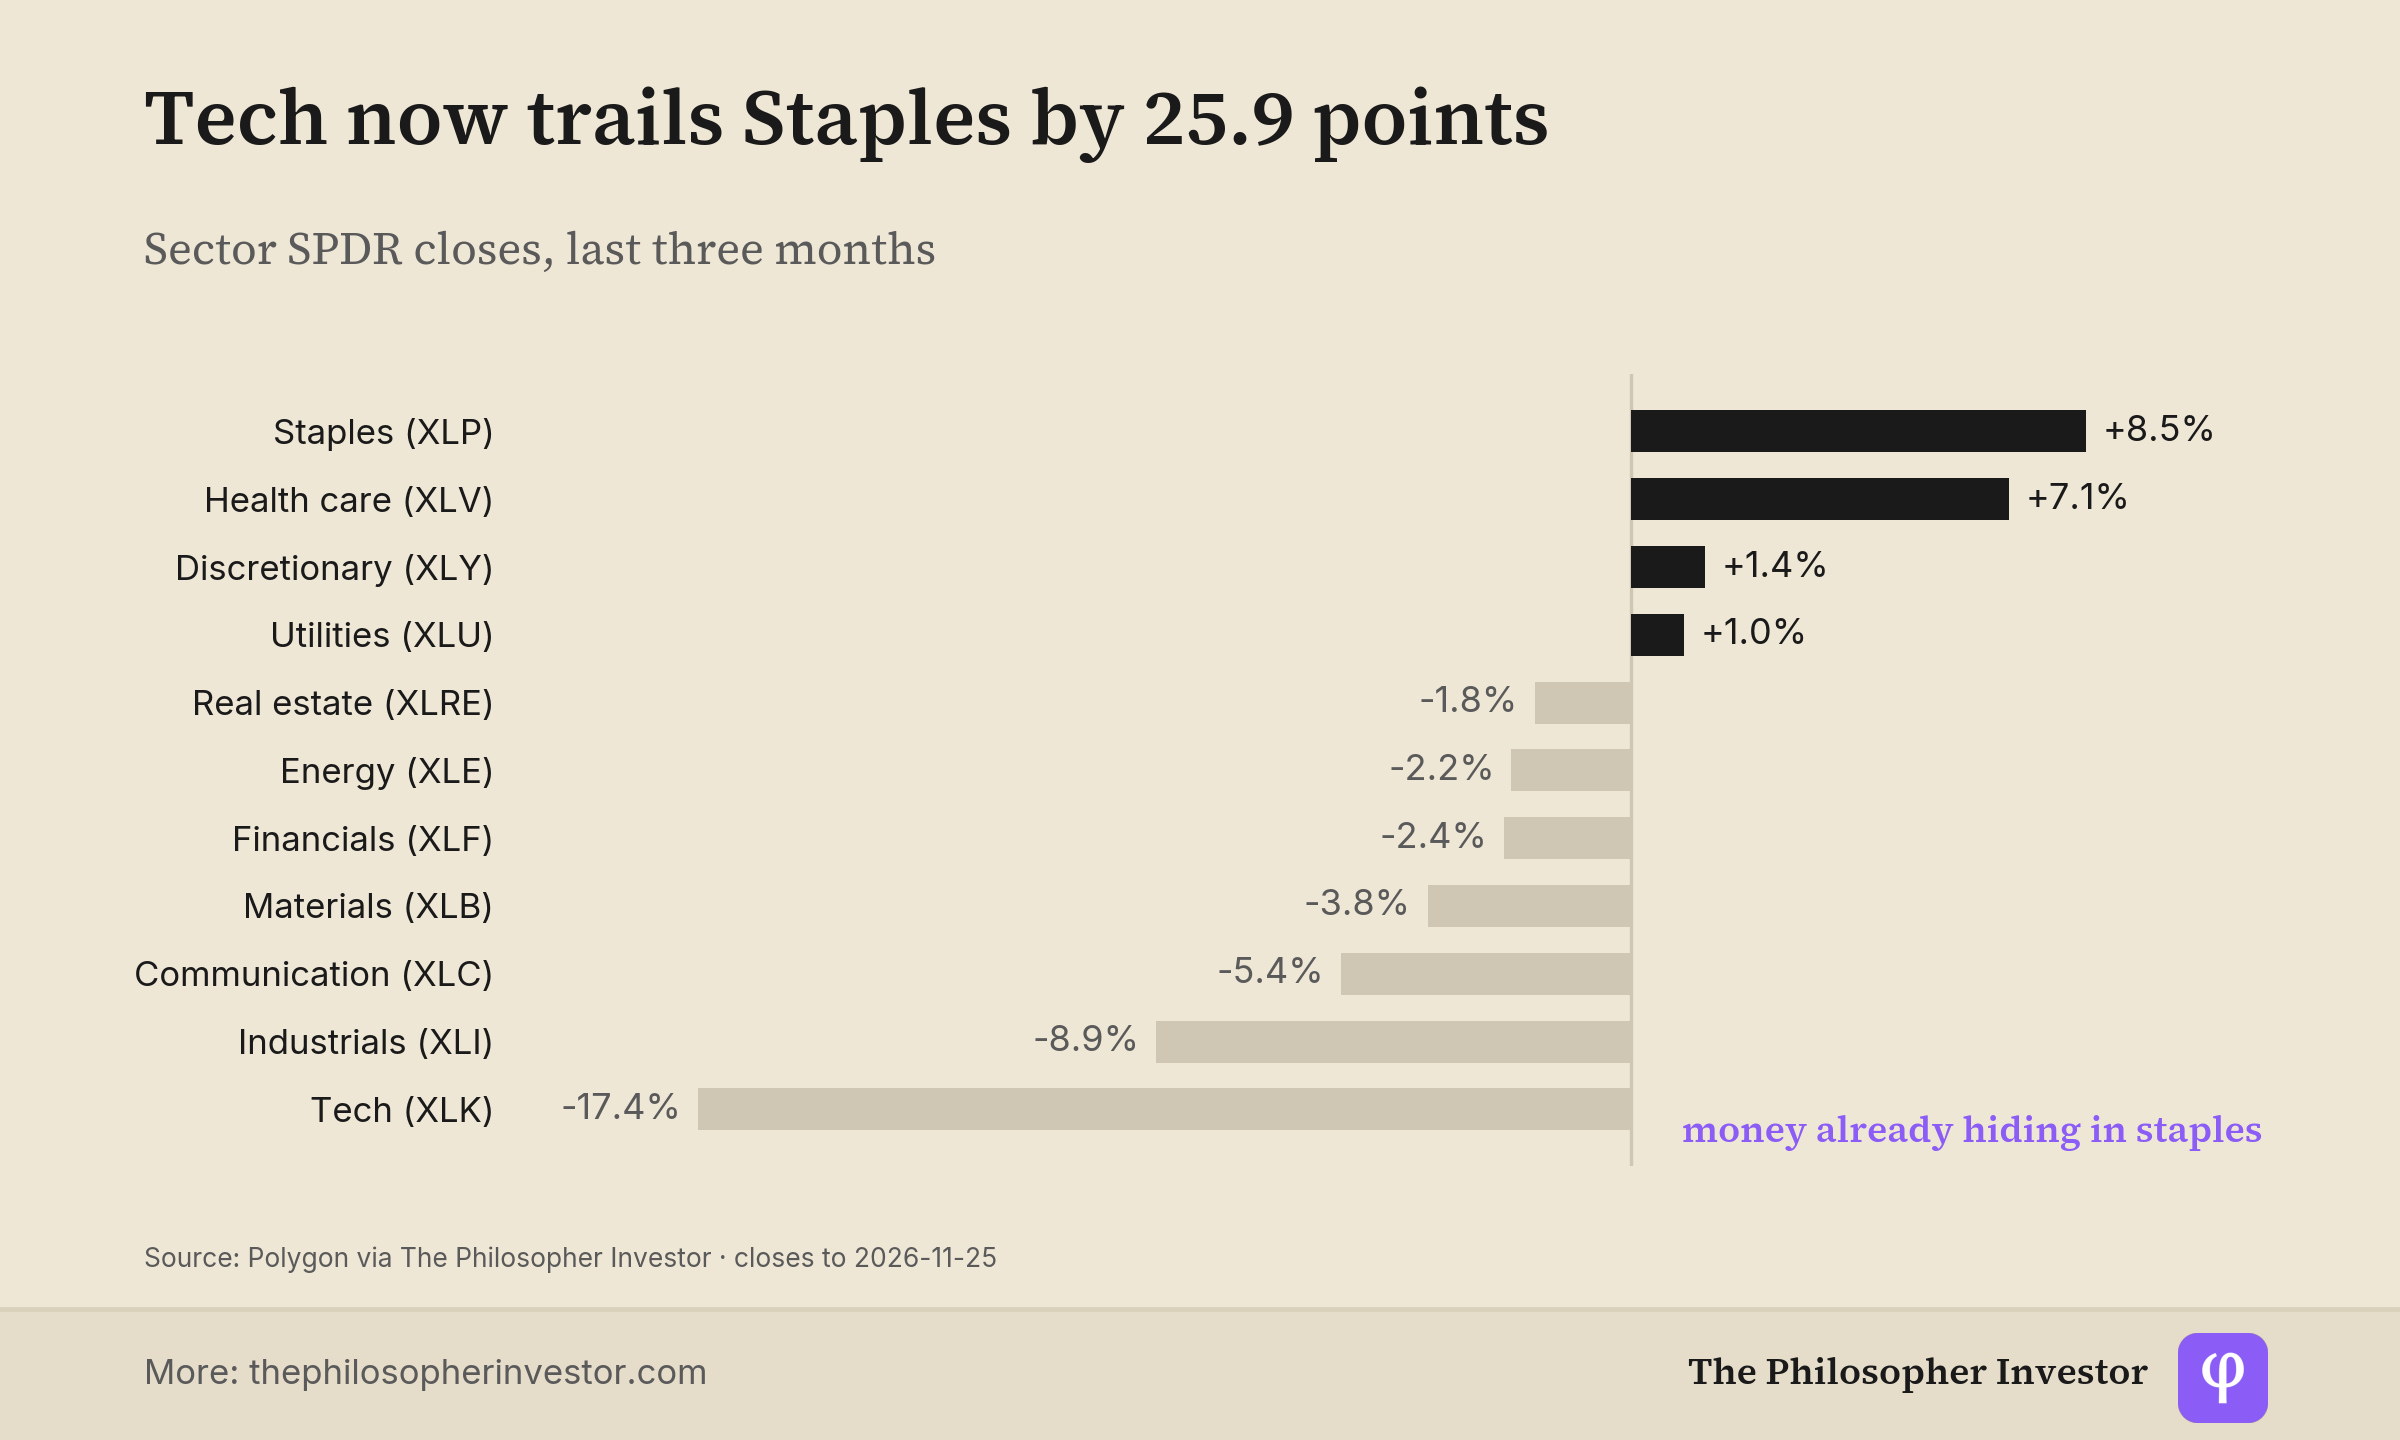 Tech now trails Staples by 25.9 points
Sector SPDR closes, last three months
Staples (XLP) +8.5%
Health care (XLV) +7.1%
Discretionary (XLY) +1.4%
Utilities (XLU) +1.0%
Real estate (XLRE) -1.8%
Energy (XLE) -2.2%
Financials (XLF) -2.4%
Materials (XLB) -3.8%
Communication (XLC) -5.4%
Industrials (XLI) -8.9%
Tech (XLK) -17.4%
money already hiding in staples
Source: Polygon via The Philosopher Investor · closes to 2026-11-25
More: thephilosopherinvestor.com
The Philosopher Investor φ